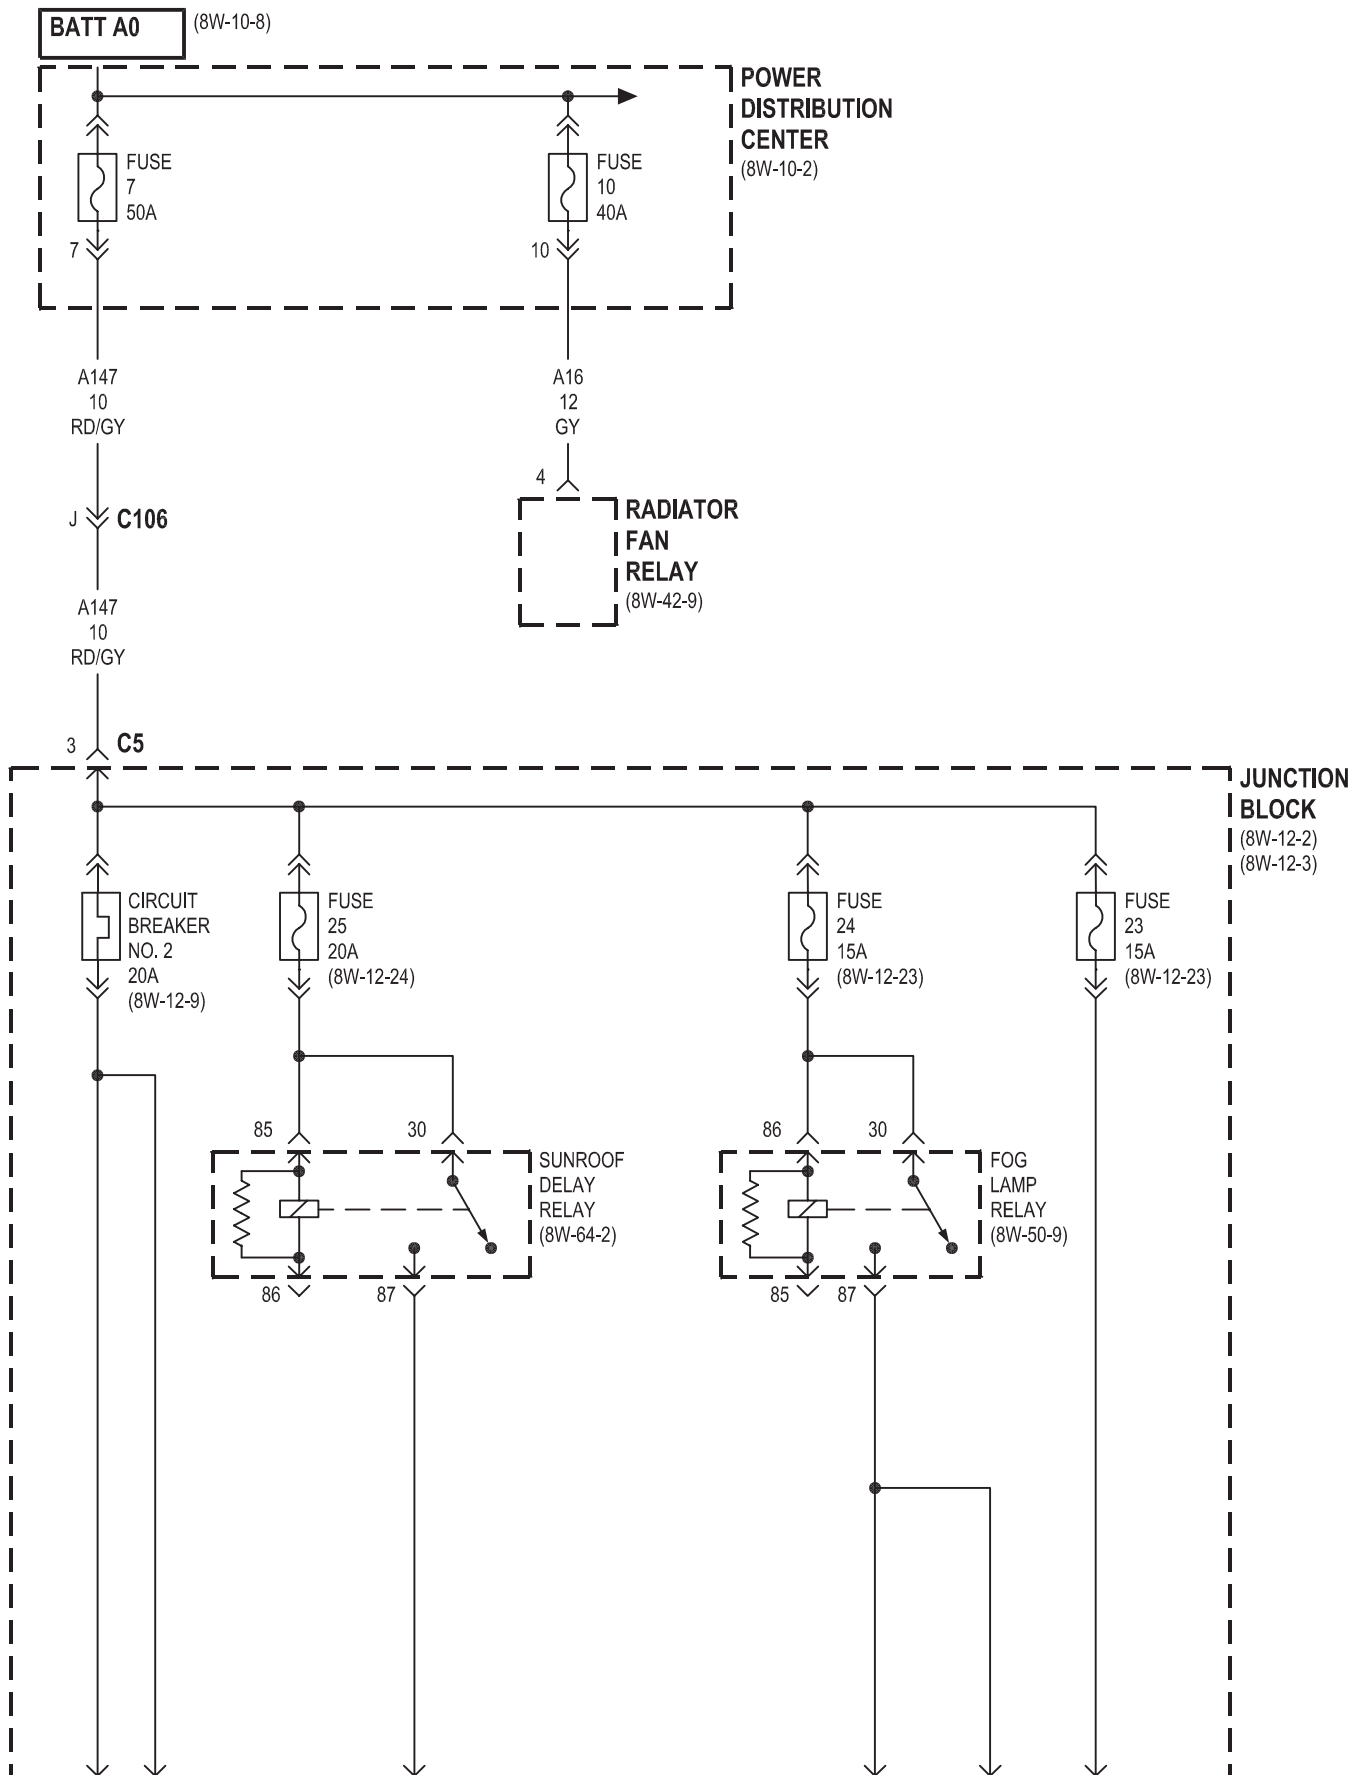 BATT A0
(8W-10-8)
POWER
DISTRIBUTION
CENTER
(8W-10-2)
FUSE
7
50A
7
FUSE
10
40A
10
A147
10
RD/GY
A16
12
GY
J
C106
4
RADIATOR
FAN
RELAY
(8W-42-9)
A147
10
RD/GY
3
C5
JUNCTION
BLOCK
(8W-12-2)
(8W-12-3)
CIRCUIT
BREAKER
NO. 2
20A
(8W-12-9)
FUSE
25
20A
(8W-12-24)
FUSE
24
15A
(8W-12-23)
FUSE
23
15A
(8W-12-23)
85
30
SUNROOF
DELAY
RELAY
(8W-64-2)
86
87
86
30
FOG
LAMP
RELAY
(8W-50-9)
85
87